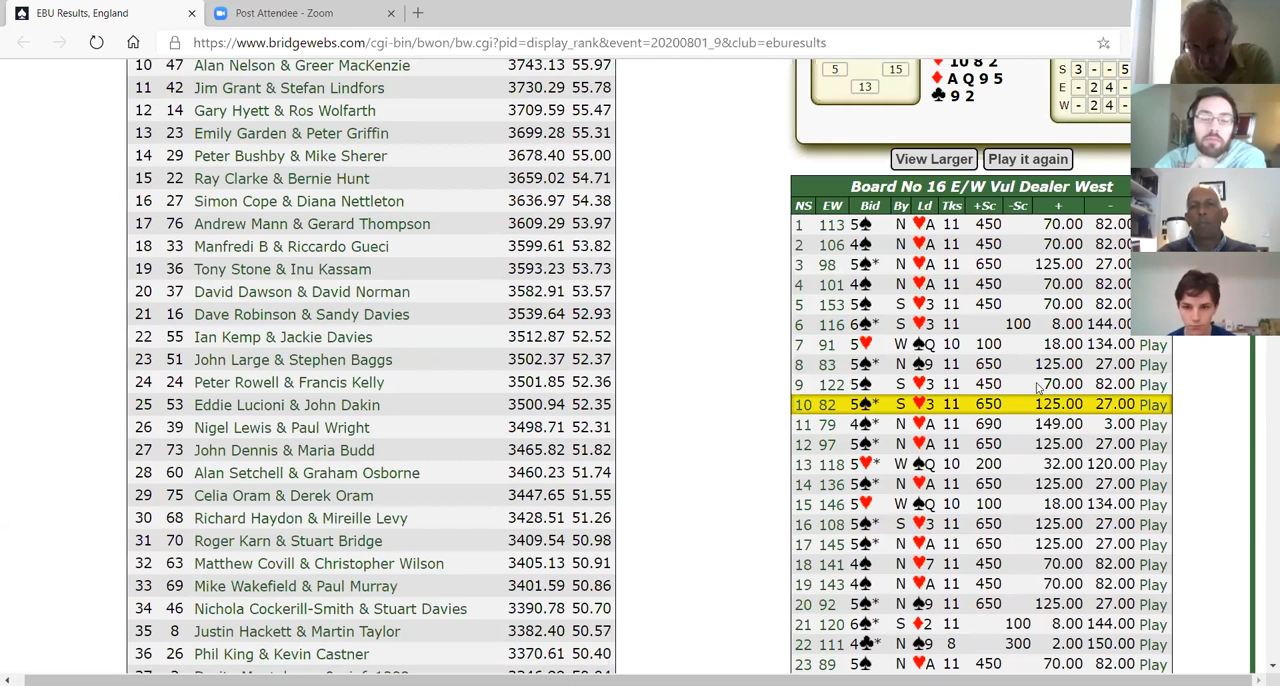 EBU Results, England × Post Attendee - Zoom × +
https://www.bridgewebs.com/cgi-bin/bwon/bw.cgi?pid=display_rank&event=20200801_9&club=eburesults
10 47 Alan Nelson & Greer MacKenzie 3743.13 55.97
11 42 Jim Grant & Stefan Lindfors 3730.29 55.78
12 14 Gary Hyett & Ros Wolfarth 3709.59 55.47
13 23 Emily Garden & Peter Griffin 3699.28 55.31
14 29 Peter Bushby & Mike Sherer 3678.40 55.00
15 22 Ray Clarke & Bernie Hunt 3659.02 54.71
16 27 Simon Cope & Diana Nettleton 3636.97 54.38
17 76 Andrew Mann & Gerard Thompson 3609.29 53.97
18 33 Manfredi B & Riccardo Gueci 3599.61 53.82
19 36 Tony Stone & Inu Kassam 3593.23 53.73
20 37 David Dawson & David Norman 3582.91 53.57
21 16 Dave Robinson & Sandy Davies 3539.64 52.93
22 55 Ian Kemp & Jackie Davies 3512.87 52.42
23 51 John Large & Stephen Baggs 3502.37 52.37
24 24 Peter Rowell & Francis Kelly 3501.85 52.36
25 53 Eddie Lucioni & John Dakin 3500.94 52.35
26 39 Nigel Lewis & Paul Wright 3498.71 52.31
27 73 John Dennis & Maria Budd 3465.82 51.82
28 60 Alan Setchell & Graham Osborne 3460.23 51.74
29 75 Celia Oram & Derek Oram 3447.65 51.55
30 68 Richard Haydon & Mireille Levy 3428.51 51.26
31 70 Roger Karn & Stuart Bridge 3409.54 50.98
32 63 Matthew Covill & Christopher Wilson 3405.13 50.91
33 69 Mike Wakefield & Paul Murray 3401.59 50.86
34 46 Nichola Cockerill-Smith & Stuart Davies 3390.78 50.70
35 8 Justin Hackett & Martin Taylor 3382.40 50.57
36 26 Phil King & Kevin Castner 3370.61 50.40
5 15
13
♥ 10 8 2
♦ A Q 9 5
♣ 9 2
S 3 - - 5
E - 2 4 -
W - 2 4 -
View Larger Play it again
Board No 16 E/W Vul Dealer West
NS EW Bid By Ld Tks +Sc -Sc + -
1 113 5♠ N ♥A 11 450 70.00 82.00
2 106 4♠ N ♥A 11 450 70.00 82.00
3 98 5♠* N ♥A 11 650 125.00 27.00
4 101 4♠ N ♥A 11 450 70.00 82.00
5 153 5♠ S ♥3 11 450 70.00 82.00
6 116 6♠* S ♥3 11 100 8.00 144.00
7 91 5♥ W ♠Q 10 100 18.00 134.00 Play
8 83 5♠* N ♠9 11 650 125.00 27.00 Play
9 122 5♠ S ♥3 11 450 70.00 82.00 Play
10 82 5♠* S ♥3 11 650 125.00 27.00 Play
11 79 4♠* N ♥A 11 690 149.00 3.00 Play
12 97 5♠* N ♥A 11 650 125.00 27.00 Play
13 118 5♥* W ♠Q 10 200 32.00 120.00 Play
14 136 5♠* N ♥A 11 650 125.00 27.00 Play
15 146 5♥ W ♠Q 10 100 18.00 134.00 Play
16 108 5♠* S ♥3 11 650 125.00 27.00 Play
17 145 5♠* N ♥A 11 650 125.00 27.00 Play
18 141 4♠ N ♥7 11 450 70.00 82.00 Play
19 143 4♠ N ♥A 11 450 70.00 82.00 Play
20 92 5♠* N ♠9 11 650 125.00 27.00 Play
21 120 6♠* S ♦2 11 100 8.00 144.00 Play
22 111 4♣* N ♠9 8 300 2.00 150.00 Play
23 89 5♠ N ♥A 11 450 70.00 82.00 Play